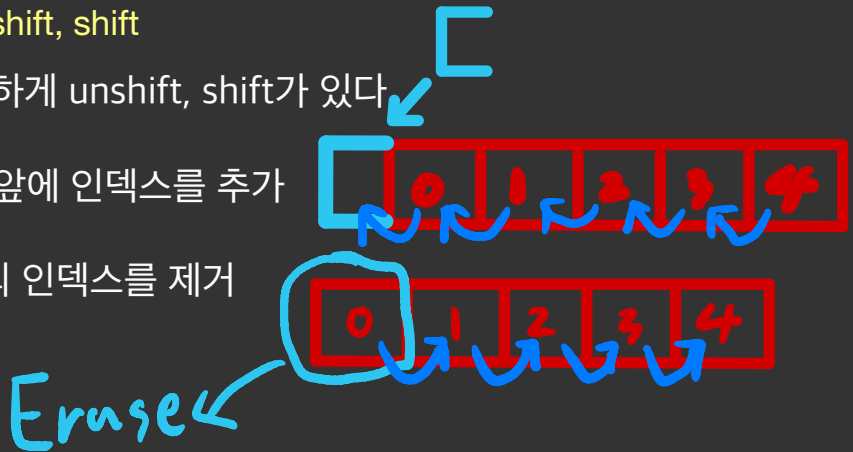 shift, shift
하게 unshift, shift가 있다
앞에 인덱스를 추가
0 1 2 3 4
의 인덱스를 제거
0 1 2 3 4
Erase